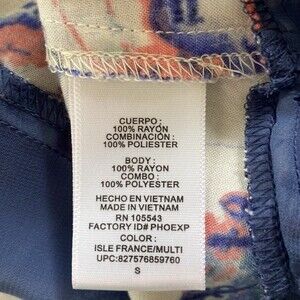 CUERPO :
100% RAYON
COMBINACIÓN :
100% POLIESTER
BODY :
100% RAYON
COMBO :
100% POLYESTER
HECHO EN VIETNAM
MADE IN VIETNAM
RN 105543
FACTORY ID# PHOEXP
COLOR :
ISLE FRANCE/MULTI
UPC:827576859760
S